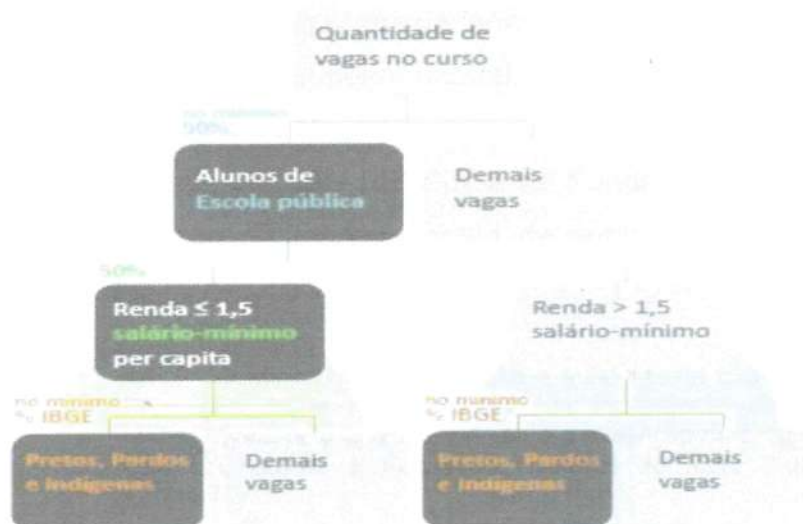 Quantidade de
vagas no curso
no mínimo
50%
Alunos de
Escola pública
Demais
vagas
50%
Renda ≤ 1,5
salário-mínimo
per capita
Renda > 1,5
salário-mínimo
no mínimo
% IBGE
Pretos, Pardos
e Indígenas
Demais
vagas
no mínimo
% IBGE
Pretos, Pardos
e Indígenas
Demais
vagas